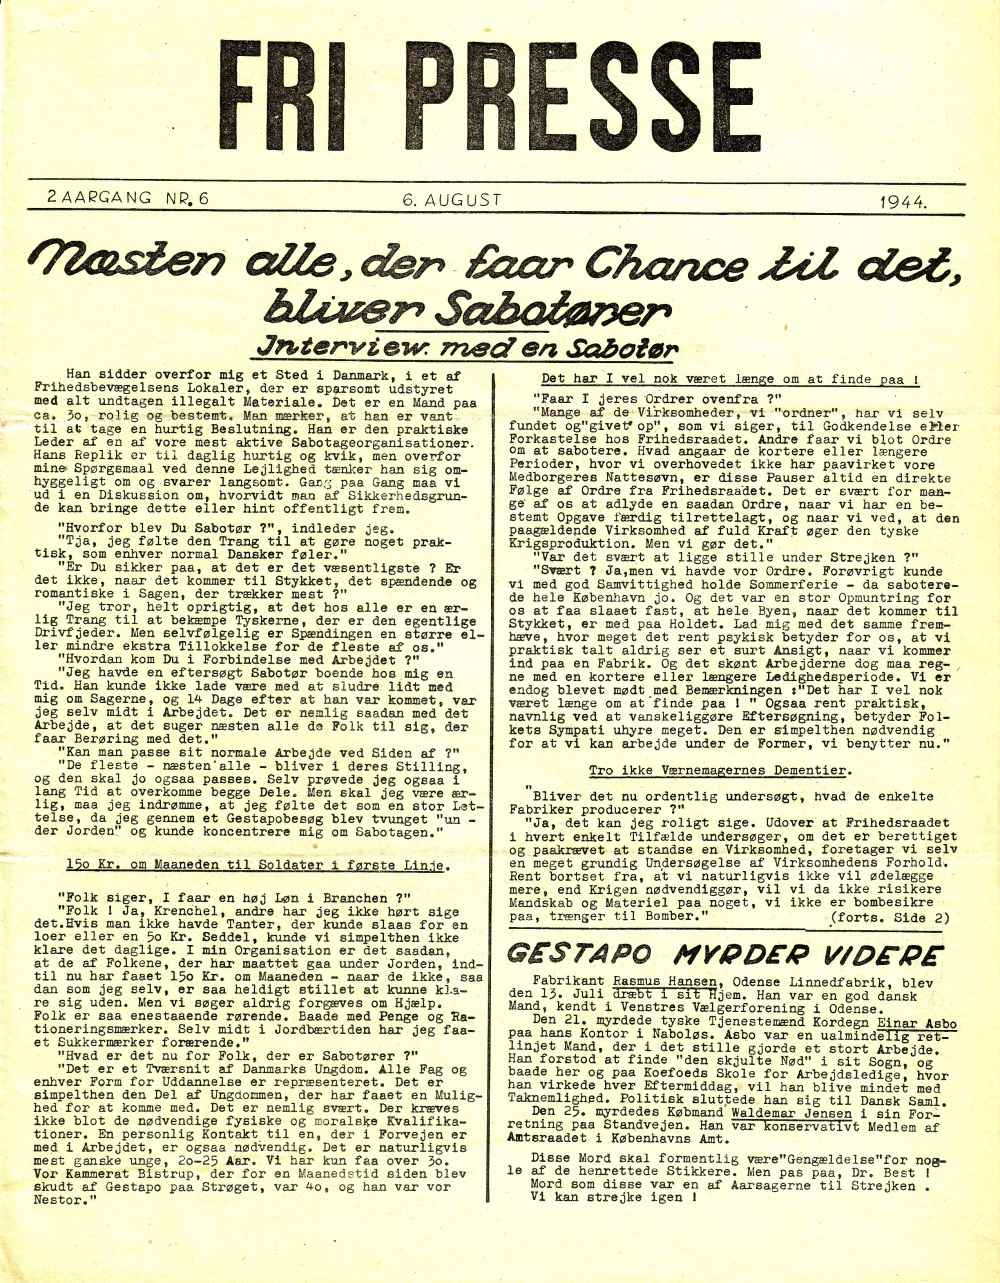 FRI PRESSE
2 AARGANG NR. 6 6. AUGUST 1944.
Næsten alle, der faar Chance til det,
bliver Sabotører
Interview med en Sabotør
Han sidder overfor mig et Sted i Danmark, i et af
Frihedsbevægelsens Lokaler, der er sparsomt udstyret
med alt undtagen illegalt Materiale. Det er en Mand paa
ca. 3o, rolig og bestemt. Man mærker, at han er vant
til at tage en hurtig Beslutning. Han er den praktiske
Leder af en af vore mest aktive Sabotageorganisationer.
Hans Replik er til daglig hurtig og kvik, men overfor
mine Spørgsmaal ved denne Lejlighed tænker han sig om-
hyggeligt om og svarer langsomt. Gang paa Gang maa vi
ud i en Diskussion om, hvorvidt man af Sikkerhedsgrun-
de kan bringe dette eller hint offentligt frem.
"Hvorfor blev Du Sabotør ?", indleder jeg.
"Tja, jeg følte den Trang til at gøre noget prak-
tisk, som enhver normal Dansker føler."
"Er Du sikker paa, at det er det væsentligste ? Er
det ikke, naar det kommer til Stykket, det spændende og
romantiske i Sagen, der trækker mest ?"
"Jeg tror, helt oprigtig, at det hos alle er en ær-
lig Trang til at bekæmpe Tyskerne, der er den egentlige
Drivfjeder. Men selvfølgelig er Spændingen en større el-
ler mindre ekstra Tillokkelse for de fleste af os."
"Hvordan kom Du i Forbindelse med Arbejdet ?"
"Jeg havde en eftersøgt Sabotør boende hos mig en
Tid. Han kunde ikke lade være med at sludre lidt med
mig om Sagerne, og 14 Dage efter at han var kommet, var
jeg selv midt i Arbejdet. Det er nemlig saadan med det
Arbejde, at det suger næsten alle de Folk til sig, der
faar Berøring med det."
"Kan man passe sit normale Arbejde ved Siden af ?"
"De fleste - næsten alle - bliver i deres Stilling,
og den skal jo ogsaa passes. Selv prøvede jeg ogsaa i
lang Tid at overkomme begge Dele. Men skal jeg være ær-
lig, maa jeg indrømme, at jeg følte det som en stor Let-
telse, da jeg gennem et Gestapobesøg blev tvunget "un -
der Jorden" og kunde koncentrere mig om Sabotagen."
15o Kr. om Maaneden til Soldater i første Linje.
"Folk siger, I faar en høj Løn i Branchen ?"
"Folk ! Ja, Krenchel, andre har jeg ikke hørt sige
det.Hvis man ikke havde Tanter, der kunde slaas for en
loer eller en 5o Kr. Seddel, kunde vi simpelthen ikke
klare det daglige. I min Organisation er det saadan,
at de af Folkene, der har maattet gaa under Jorden, ind-
til nu har faaet 15o Kr. om Maaneden - naar de ikke, saa
dan som jeg selv, er saa heldigt stillet at kunne kla-
re sig uden. Men vi søger aldrig forgæves om Hjælp.
Folk er saa enestaaende rørende. Baade med Penge og Ra-
tioneringsmærker. Selv midt i Jordbærtiden har jeg faa-
et Sukkermærker forærende."
"Hvad er det nu for Folk, der er Sabotører ?"
"Det er et Tværsnit af Danmarks Ungdom. Alle Fag og
enhver Form for Uddannelse er repræsenteret. Det er
simpelthen den Del af Ungdommen, der har faaet en Mulig-
hed for at komme med. Det er nemlig svært. Der kræves
ikke blot de nødvendige fysiske og moralske Kvalifika-
tioner. En personlig Kontakt til en, der i Forvejen er
med i Arbejdet, er ogsaa nødvendig. Det er naturligvis
mest ganske unge, 2o-25 Aar. Vi har kun faa over 3o.
Vor Kammerat Bistrup, der for en Maanedstid siden blev
skudt af Gestapo paa Strøget, var 4o, og han var vor
Nestor."
Det har I vel nok været længe om at finde paa !
"Faar I jeres Ordrer ovenfra ?"
"Mange af de Virksomheder, vi "ordner", har vi selv
fundet og"givet op", som vi siger, til Godkendelse eller
Forkastelse hos Frihedsraadet. Andre faar vi blot Ordre
om at sabotere. Hvad angaar de kortere eller længere
Perioder, hvor vi overhovedet ikke har paavirket vore
Medborgeres Nattesøvn, er disse Pauser altid en direkte
Følge af Ordre fra Frihedsraadet. Det er svært for man-
ge af os at adlyde en saadan Ordre, naar vi har en be-
stemt Opgave færdig tilrettelagt, og naar vi ved, at den
paagældende Virksomhed af fuld Kraft øger den tyske
Krigsproduktion. Men vi gør det."
"Var det svært at ligge stille under Strejken ?"
"Svært ? Ja,men vi havde vor Ordre. Forøvrigt kunde
vi med god Samvittighed holde Sommerferie - da sabotere-
de hele København jo. Og det var en stor Opmuntring for
os at faa slaaet fast, at hele Byen, naar det kommer til
Stykket, er med paa Holdet. Lad mig med det samme frem-
hæve, hvor meget det rent psykisk betyder for os, at vi
praktisk talt aldrig ser et surt Ansigt, naar vi kommer
ind paa en Fabrik. Og det skønt Arbejderne dog maa reg-
ne med en kortere eller længere Ledighedsperiode. Vi er
endog blevet mødt med Bemærkningen :"Det har I vel nok
været længe om at finde paa ! " Ogsaa rent praktisk,
navnlig ved at vanskeliggøre Eftersøgning, betyder Fol-
kets Sympati uhyre meget. Den er simpelthen nødvendig
for at vi kan arbejde under de Former, vi benytter nu."
Tro ikke Værnemagernes Dementier.
"Bliver det nu ordentlig undersøgt, hvad de enkelte
Fabriker producerer ?"
"Ja, det kan jeg roligt sige. Udover at Frihedsraadet
i hvert enkelt Tilfælde undersøger, om det er berettiget
og paakrævet at standse en Virksomhed, foretager vi selv
en meget grundig Undersøgelse af Virksomhedens Forhold.
Rent bortset fra, at vi naturligvis ikke vil ødelægge
mere, end Krigen nødvendiggør, vil vi da ikke risikere
Mandskab og Materiel paa noget, vi ikke er bombesikre
paa, trænger til Bomber." (forts. Side 2)
GESTAPO MYRDER VIDERE
Fabrikant Rasmus Hansen, Odense Linnedfabrik, blev
den 13. Juli dræbt i sit Hjem. Han var en god dansk
Mand, kendt i Venstres Vælgerforening i Odense.
Den 21. myrdede tyske Tjenestemænd Kordegn Einar Asbo
paa hans Kontor i Naboløs. Asbo var en ualmindelig ret-
linjet Mand, der i det stille gjorde et stort Arbejde.
Han forstod at finde "den skjulte Nød" i sit Sogn, og
baade her og paa Koefoeds Skole for Arbejdsledige, hvor
han virkede hver Eftermiddag, vil han blive mindet med
Taknemlighed. Politisk sluttede han sig til Dansk Saml.
Den 25. myrdedes Købmand Waldemar Jensen i sin For-
retning paa Standvejen. Han var konservativt Medlem af
Amtsraadet i Københavns Amt.
Disse Mord skal formentlig være"Gengældelse"for nog-
le af de henrettede Stikkere. Men pas paa, Dr. Best !
Mord som disse var en af Aarsagerne til Strejken .
Vi kan strejke igen !